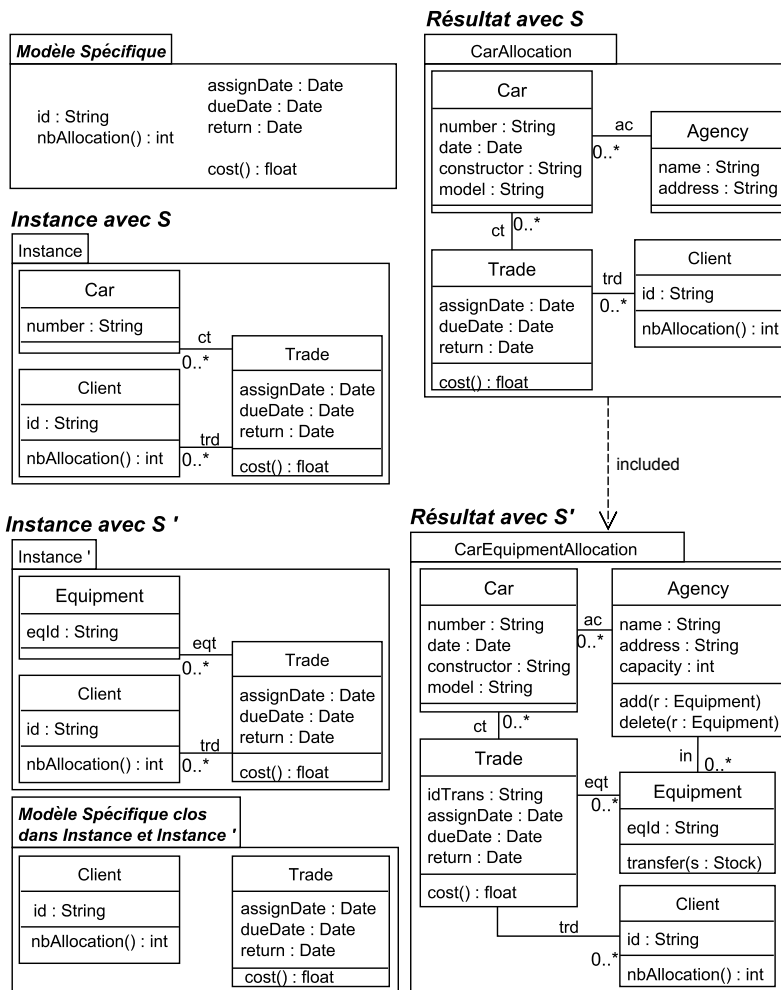 Modèle Spécifique
id : String
nbAllocation() : int
assignDate : Date
dueDate : Date
return : Date
cost() : float
Instance avec S
Instance
Car
number : String
ct
0..*
Client
id : String
nbAllocation() : int
trd
0..*
Trade
assignDate : Date
dueDate : Date
return : Date
cost() : float
Instance avec S '
Instance '
Equipment
eqId : String
eqt
0..*
Client
id : String
nbAllocation() : int
trd
0..*
Trade
assignDate : Date
dueDate : Date
return : Date
cost() : float
Modèle Spécifique clos
dans Instance et Instance '
Client
id : String
nbAllocation() : int
Trade
assignDate : Date
dueDate : Date
return : Date
cost() : float
Résultat avec S
CarAllocation
Car
number : String
date : Date
constructor : String
model : String
ac
0..*
Agency
name : String
address : String
ct
0..*
Trade
assignDate : Date
dueDate : Date
return : Date
cost() : float
trd
0..*
Client
id : String
nbAllocation() : int
included
Résultat avec S'
CarEquipmentAllocation
Car
number : String
date : Date
constructor : String
model : String
ac
0..*
Agency
name : String
address : String
capacity : int
add(r : Equipment)
delete(r : Equipment)
ct
0..*
in
0..*
Trade
idTrans : String
assignDate : Date
dueDate : Date
return : Date
cost() : float
eqt
0..*
Equipment
eqId : String
transfer(s : Stock)
trd
0..*
Client
id : String
nbAllocation() : int